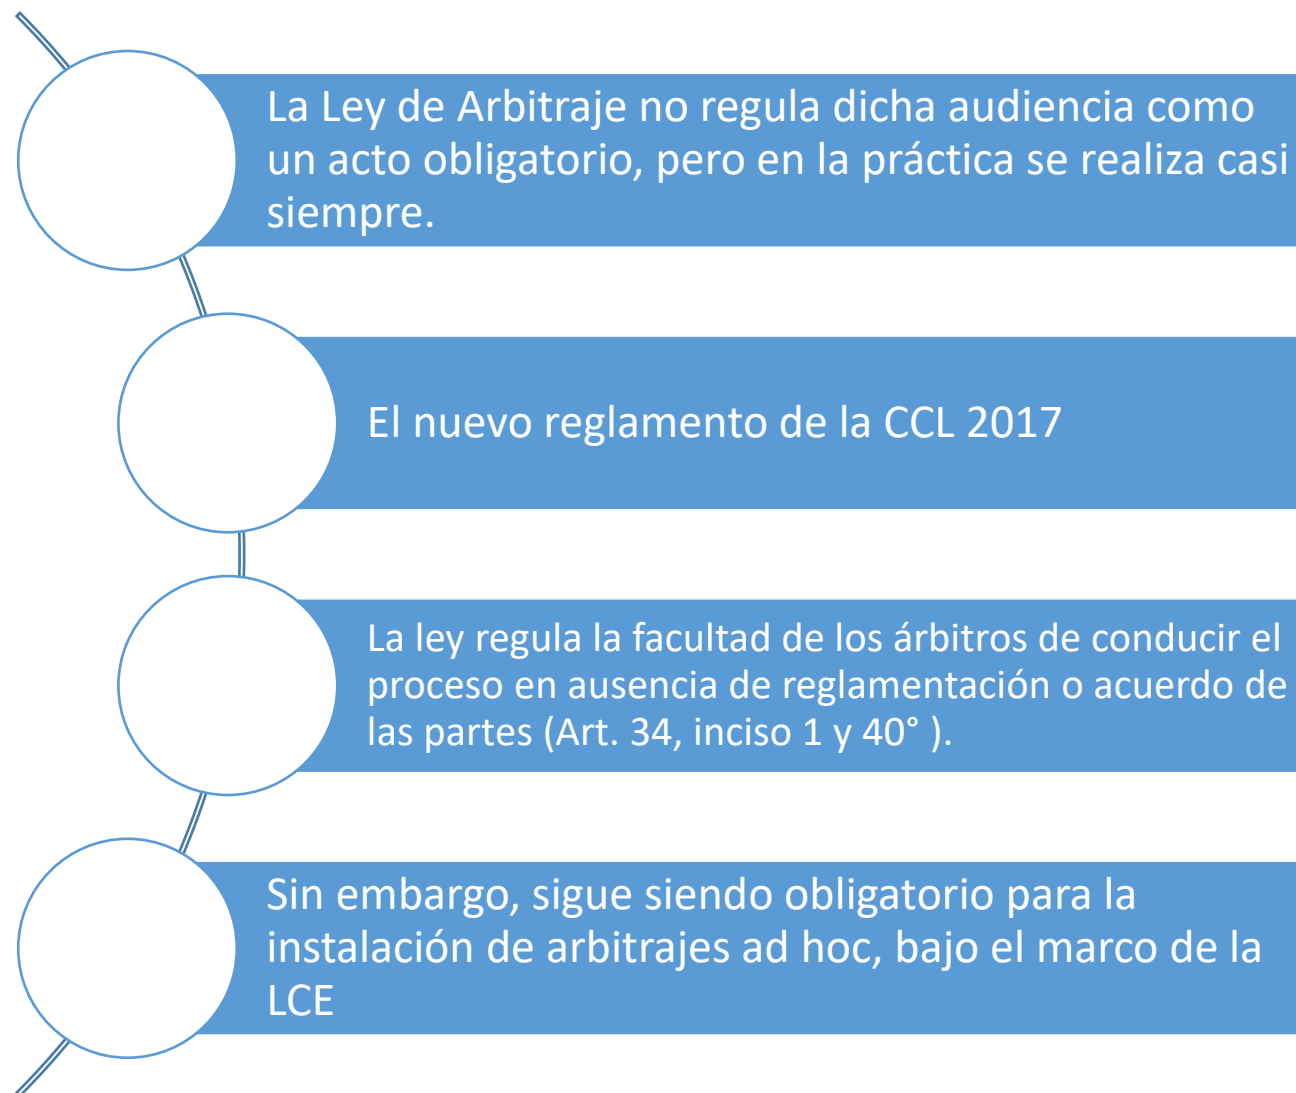 La Ley de Arbitraje no regula dicha audiencia como
un acto obligatorio, pero en la práctica se realiza casi
siempre.
El nuevo reglamento de la CCL 2017
La ley regula la facultad de los árbitros de conducir el
proceso en ausencia de reglamentación o acuerdo de
las partes (Art. 34, inciso 1 y 40° ).
Sin embargo, sigue siendo obligatorio para la
instalación de arbitrajes ad hoc, bajo el marco de la
LCE